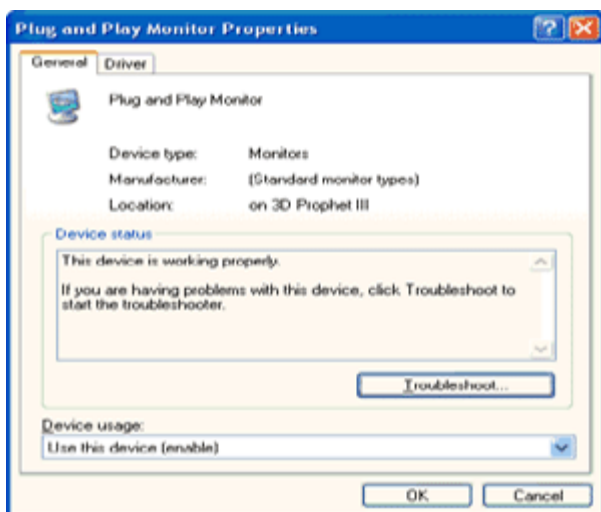 Plug and Play Monitor Properties
General Driver
Plug and Play Monitor
Device type: Monitors
Manufacturer: (Standard monitor types)
Location: on 3D Prophet III
Device status
This device is working properly.
If you are having problems with this device, click Troubleshoot to
start the troubleshooter.
Troubleshoot...
Device usage:
Use this device (enable)
OK Cancel